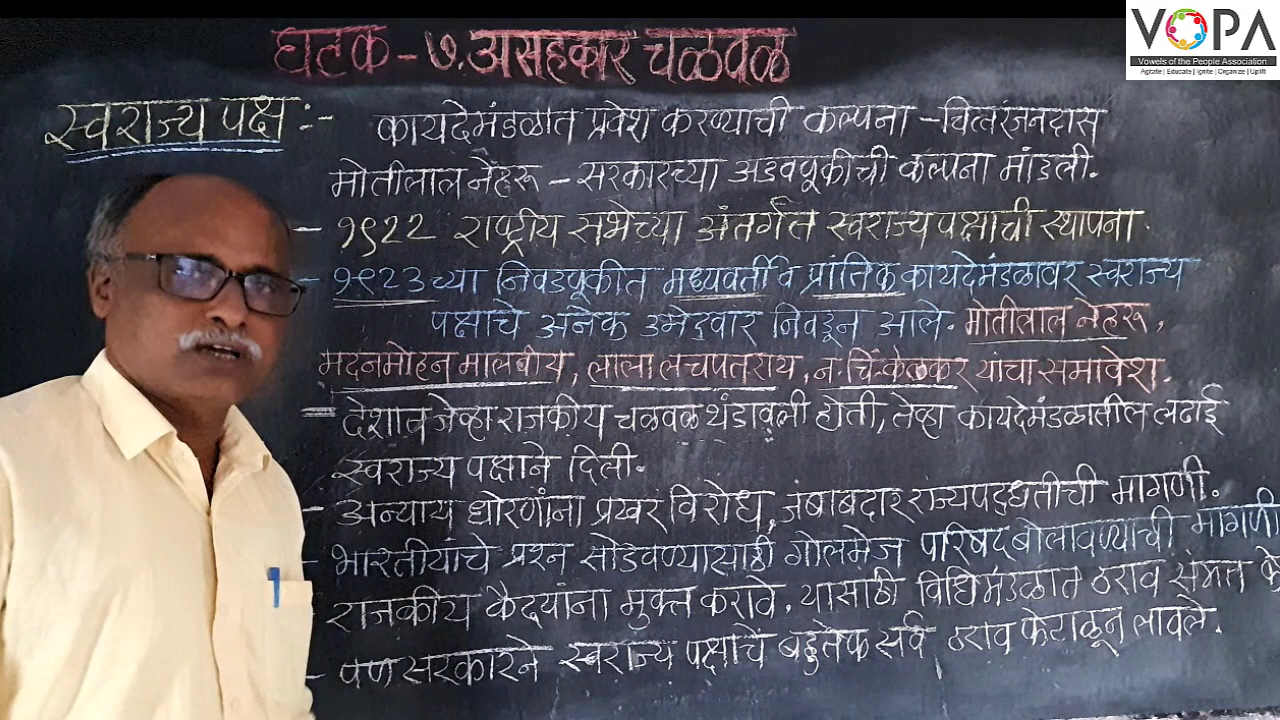 VOPA
Vowels of the People Association
Agitate | Educate | Ignite | Organize | Uplift
घटक - ७. असहकार चळवळ
स्वराज्य पक्ष :- कायदेमंडळात प्रवेश करण्याची कल्पना - चित्तरंजनदास
मोतीलाल नेहरू - सरकारच्या अडवणूकीची कल्पना मांडली.
- १९२२ राष्ट्रीय सभेच्या अंतर्गत स्वराज्य पक्षाची स्थापना.
- १९२३ च्या निवडणूकीत मध्यवर्ती व प्रांतिक कायदेमंडळावर स्वराज्य
पक्षाचे अनेक उमेदवार निवडून आले. मोतीलाल नेहरू,
मदनमोहन मालवीय, लाला लचपतराय, न. चिं. केळकर यांचा समावेश.
- देशात जेव्हा राजकीय चळवळ थंडावली होती, तेव्हा कायदेमंडळातील लढाई
स्वराज्य पक्षाने दिली.
- अन्याय धोरणांना प्रखर विरोध, जबाबदार राज्यपद्धतीची मागणी.
- भारतीयांचे प्रश्न सोडवण्यासाठी गोलमेज परिषद बोलावण्याची मागणी
राजकीय कैदयांना मुक्त करावे. यासाठी विधिमंडळात ठराव संमत के
- पण सरकारने स्वराज्य पक्षाचे बहुतेक सर्व ठराव फेटाळून लावले.